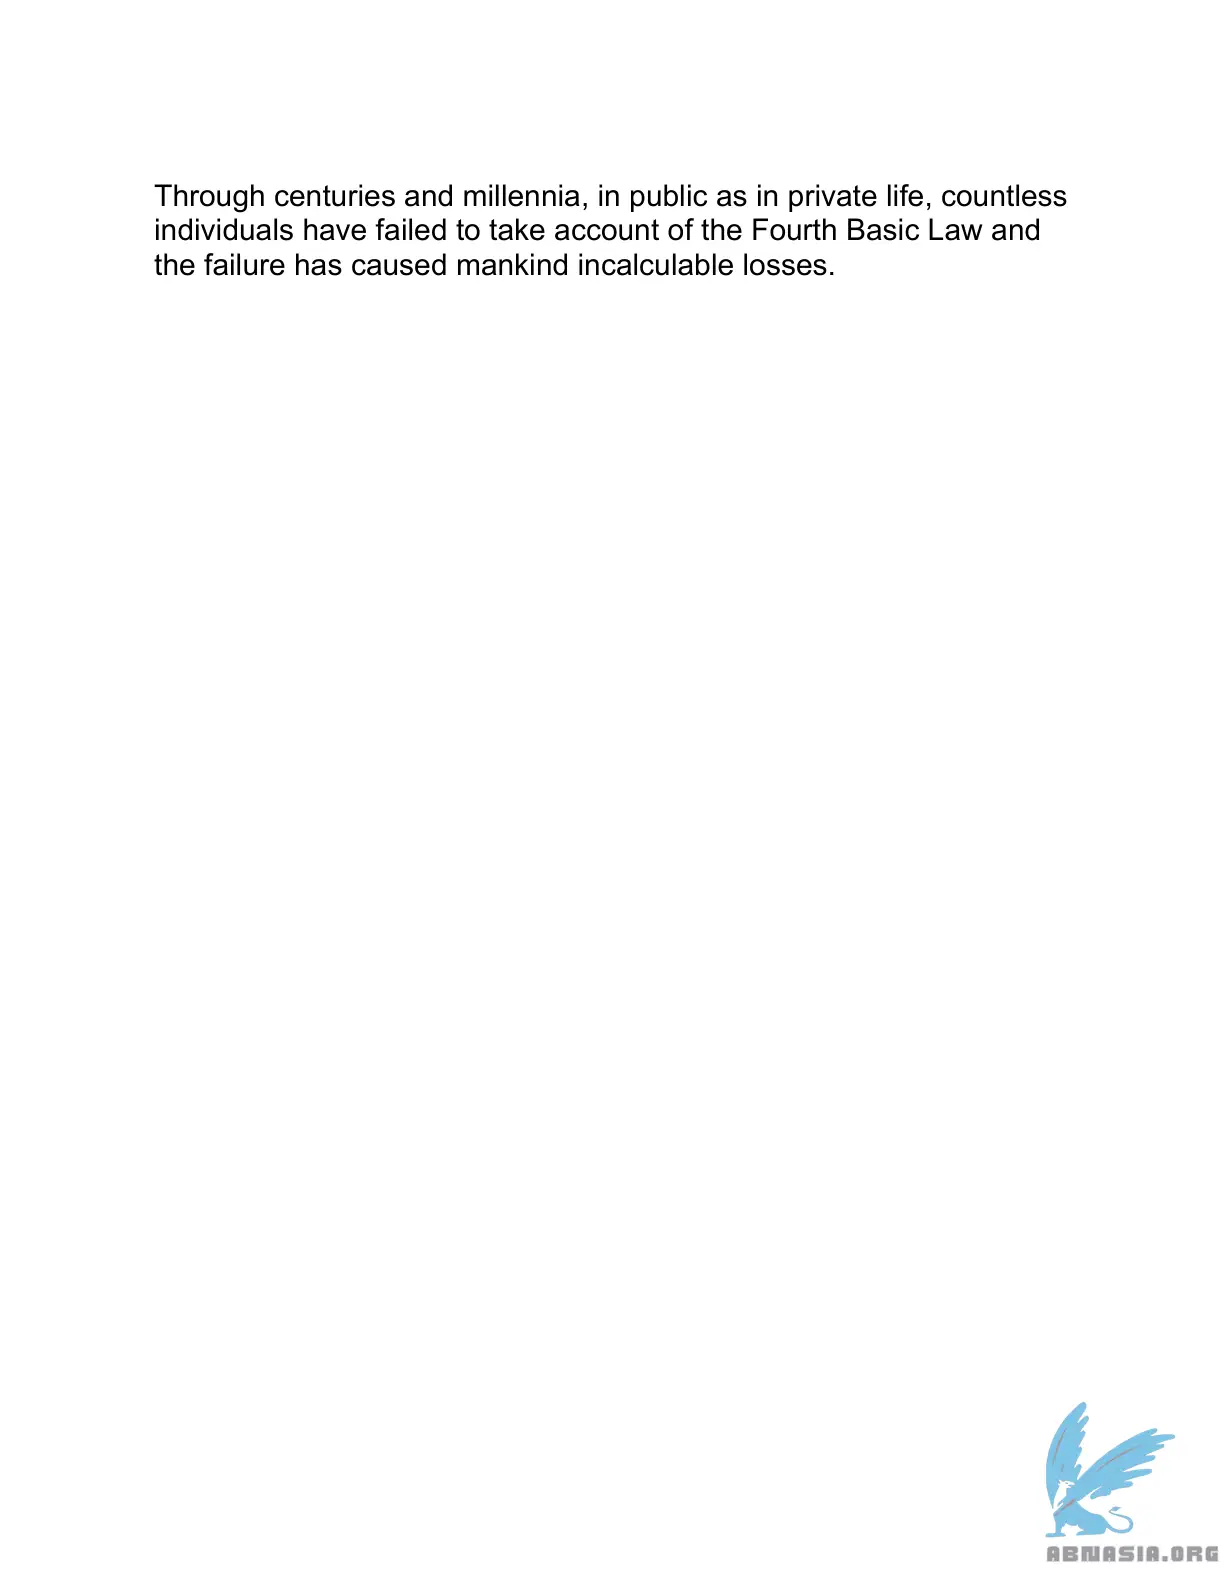 Through centuries and millennia, in public as in private life, countless
individuals have failed to take account of the Fourth Basic Law and
the failure has caused mankind incalculable losses.
ABNASIA.ORG